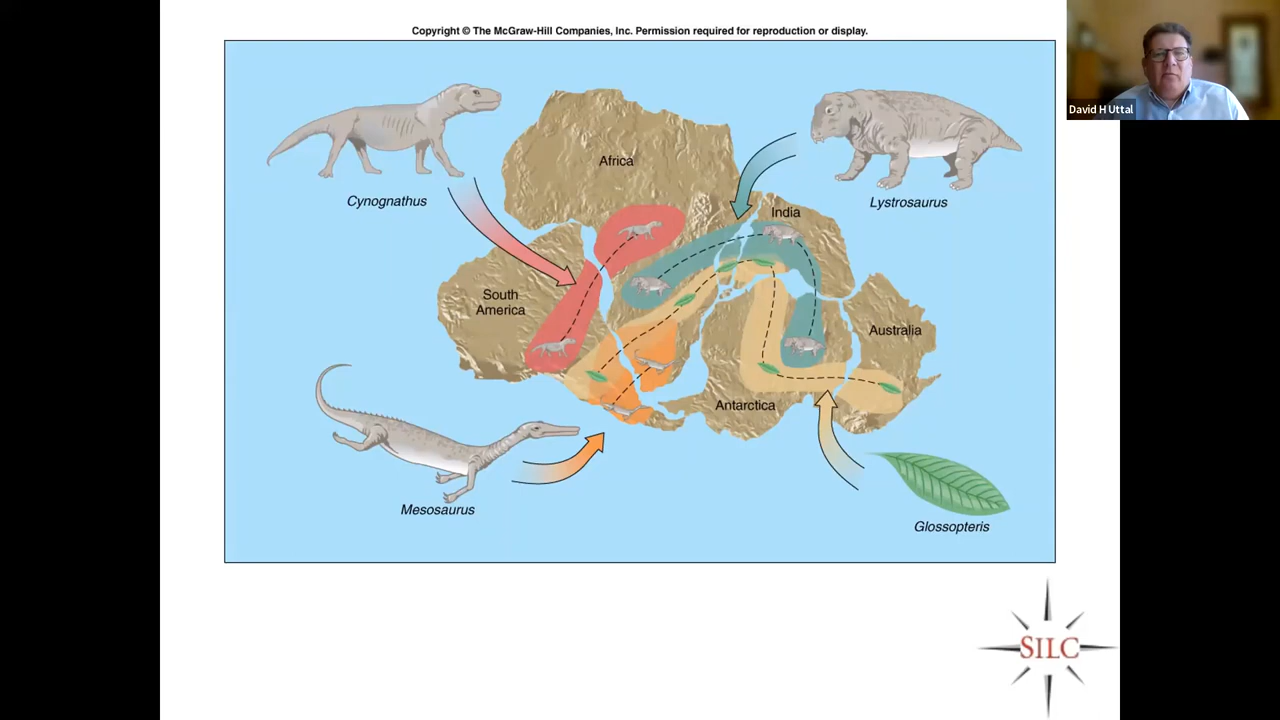 Copyright © The McGraw-Hill Companies, Inc. Permission required for reproduction or display.
David H Uttal
Africa
Cynognathus
Lystrosaurus
India
South
America
Australia
Antarctica
Mesosaurus
Glossopteris
SILC